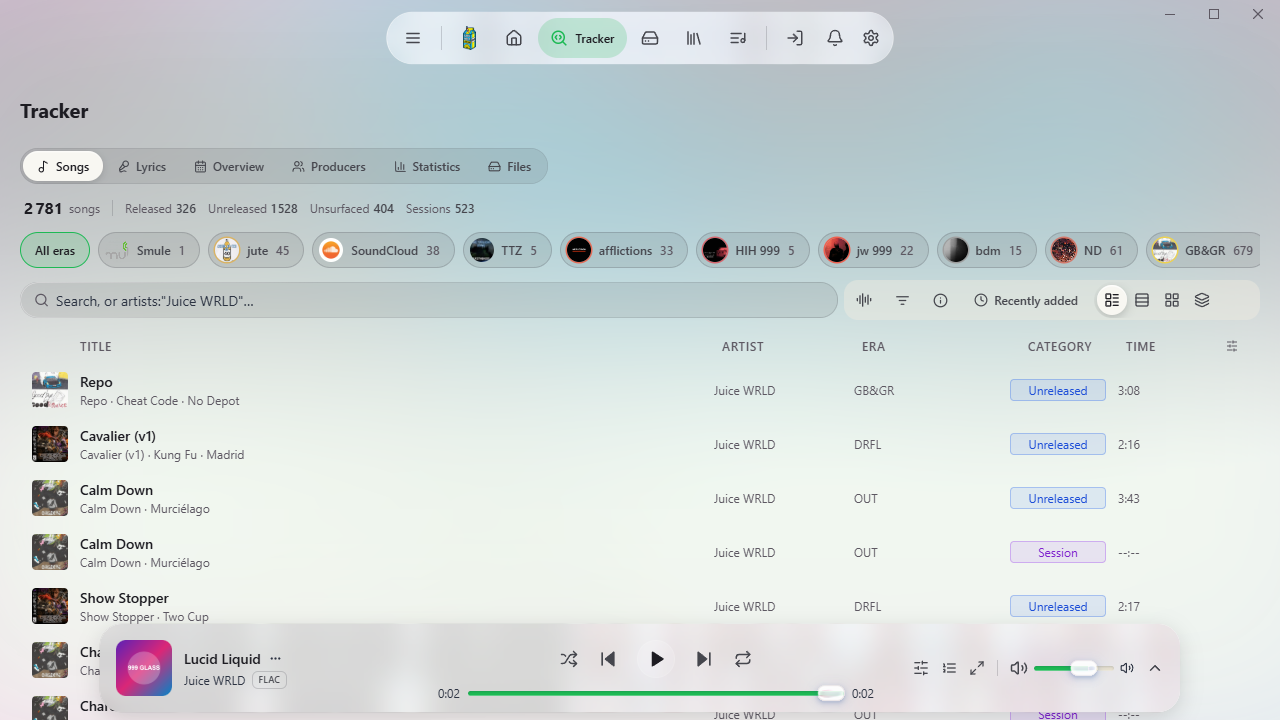 Tracker
Tracker
Songs Lyrics Overview Producers Statistics Files
2 781 songs Released 326 Unreleased 1528 Unsurfaced 404 Sessions 523
All eras Smule 1 jute 45 SoundCloud 38 TTZ 5 afflictions 33 HIH 999 5 jw 999 22 bdm 15 ND 61 GB&GR 679
Search, or artists:"Juice WRLD"... Recently added
TITLE ARTIST ERA CATEGORY TIME
Repo
Repo · Cheat Code · No Depot
Juice WRLD GB&GR Unreleased 3:08
Cavalier (v1)
Cavalier (v1) · Kung Fu · Madrid
Juice WRLD DRFL Unreleased 2:16
Calm Down
Calm Down · Murciélago
Juice WRLD OUT Unreleased 3:43
Calm Down
Calm Down · Murciélago
Juice WRLD OUT Session --:--
Show Stopper
Show Stopper · Two Cup
Juice WRLD DRFL Unreleased 2:17
999 GLASS
Lucid Liquid
Juice WRLD FLAC
0:02 0:02
Juice WRLD OUT Session --:--